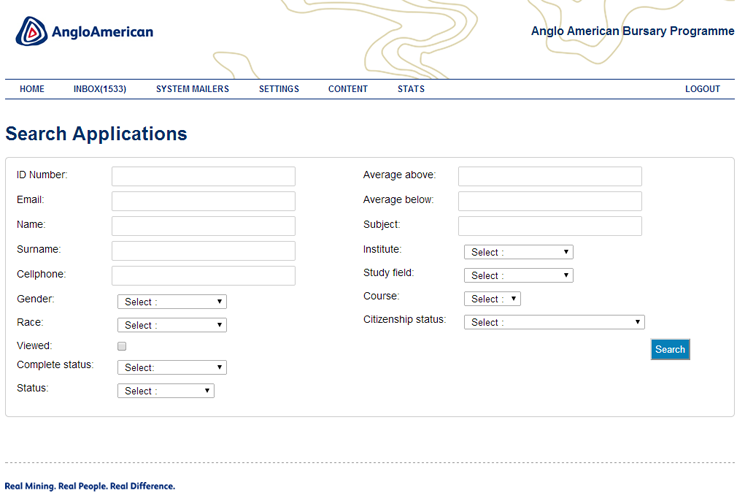 AngloAmerican
Anglo American Bursary Programme
HOME INBOX(1533) SYSTEM MAILERS SETTINGS CONTENT STATS LOGOUT
Search Applications
ID Number:
Email:
Name:
Surname:
Cellphone:
Gender: Select :
Race: Select :
Viewed:
Complete status: Select:
Status: Select :
Average above:
Average below:
Subject:
Institute: Select :
Study field: Select :
Course: Select :
Citizenship status: Select :
Search
Real Mining. Real People. Real Difference.